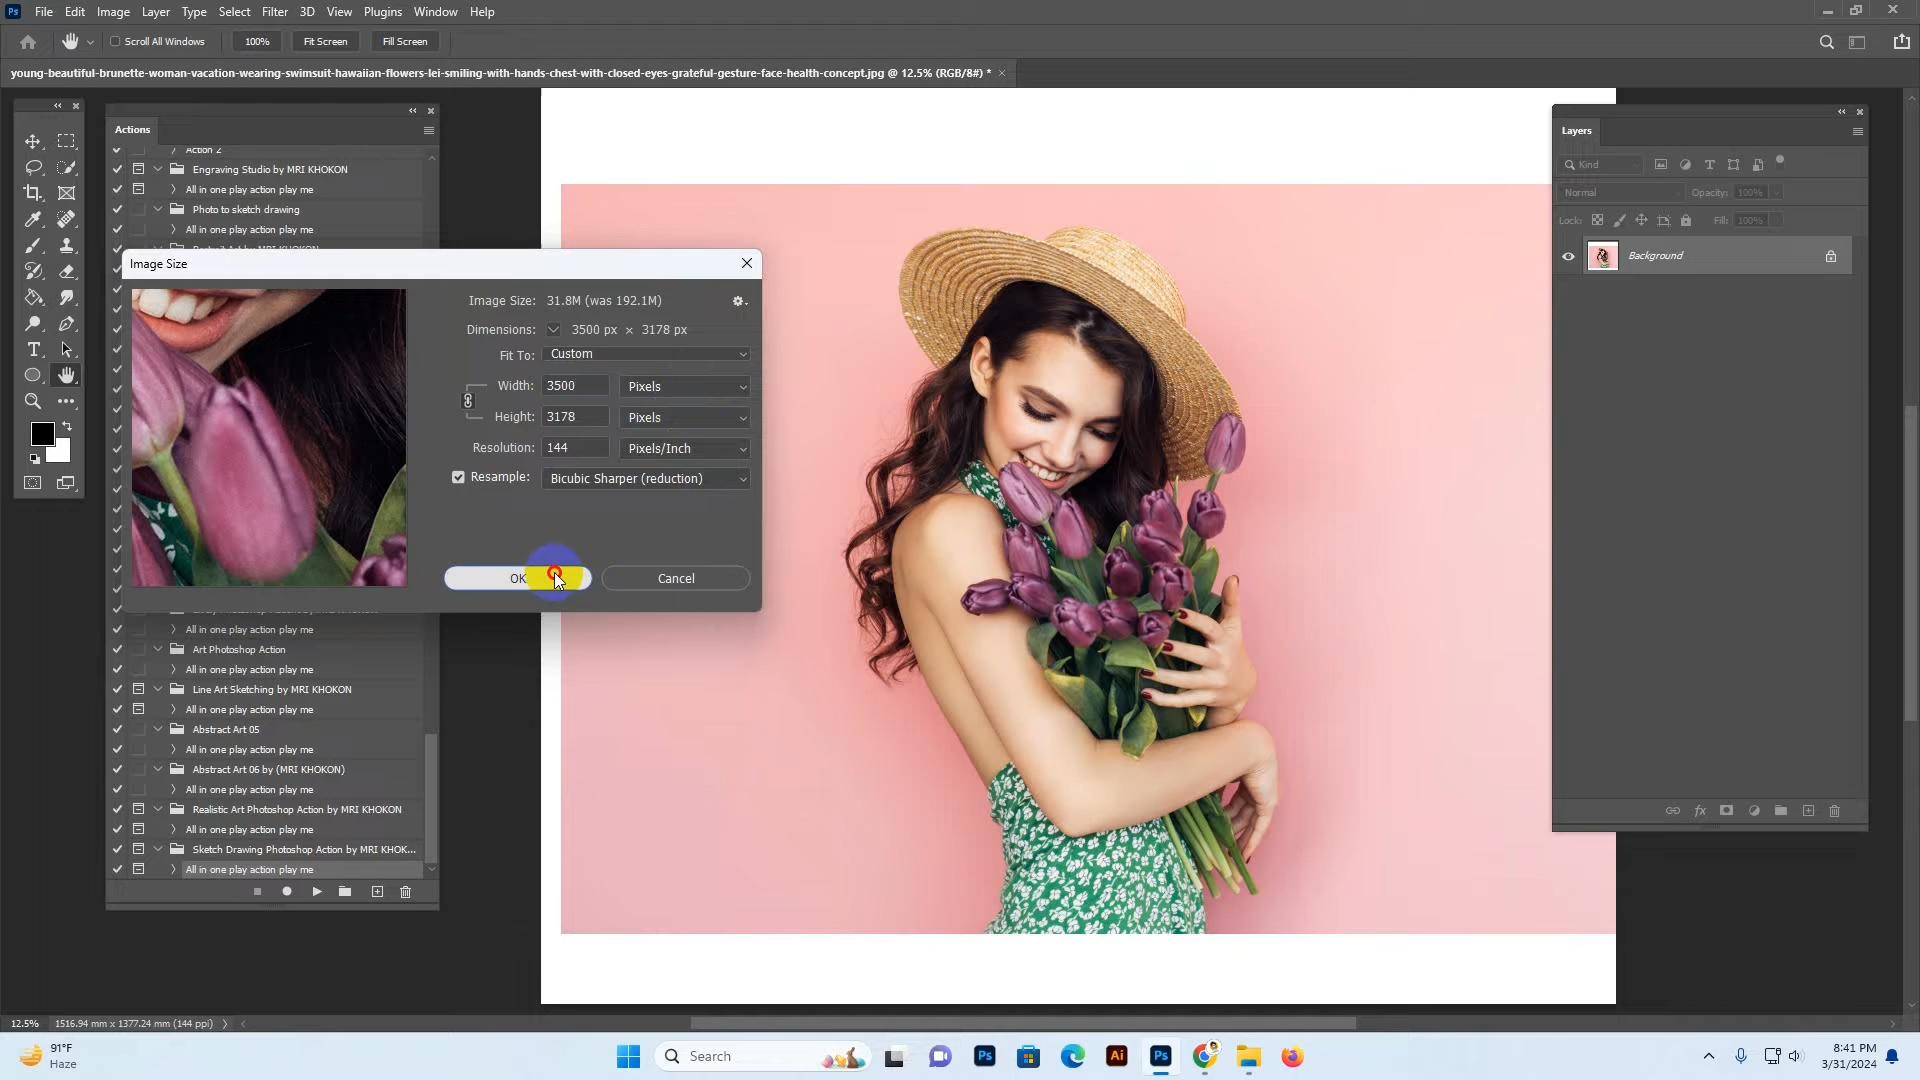 Ps File Edit Image Layer Type Select Filter 3D View Plugins Window Help
Scroll All Windows 100% Fit Screen Fill Screen
young-beautiful-brunette-woman-vacation-wearing-swimsuit-hawaiian-flowers-lei-smiling-with-hands-chest-with-closed-eyes-grateful-gesture-face-health-concept.jpg @ 12.5% (RGB/8#) *
Actions
Action 2
Engraving Studio by MRI KHOKON
All in one play action play me
Photo to sketch drawing
All in one play action play me
Portrait Art by MRI KHOKON
Image Size
Image Size: 31.8M (was 192.1M)
Dimensions: 3500 px × 3178 px
Fit To: Custom
Width: 3500 Pixels
Height: 3178 Pixels
Resolution: 144 Pixels/Inch
Resample: Bicubic Sharper (reduction)
OK Cancel
All in one play action play me
Art Photoshop Action
All in one play action play me
Line Art Sketching by MRI KHOKON
All in one play action play me
Abstract Art 05
All in one play action play me
Abstract Art 06 by (MRI KHOKON)
All in one play action play me
Realistic Art Photoshop Action by MRI KHOKON
All in one play action play me
Sketch Drawing Photoshop Action by MRI KHOK...
All in one play action play me
Layers
Kind
Normal Opacity: 100%
Lock: Fill: 100%
Background
12.5% 1516.94 mm x 1377.24 mm (144 ppi)
91°F
Haze
Search
Ps
Ai
Ps
8:41 PM
3/31/2024